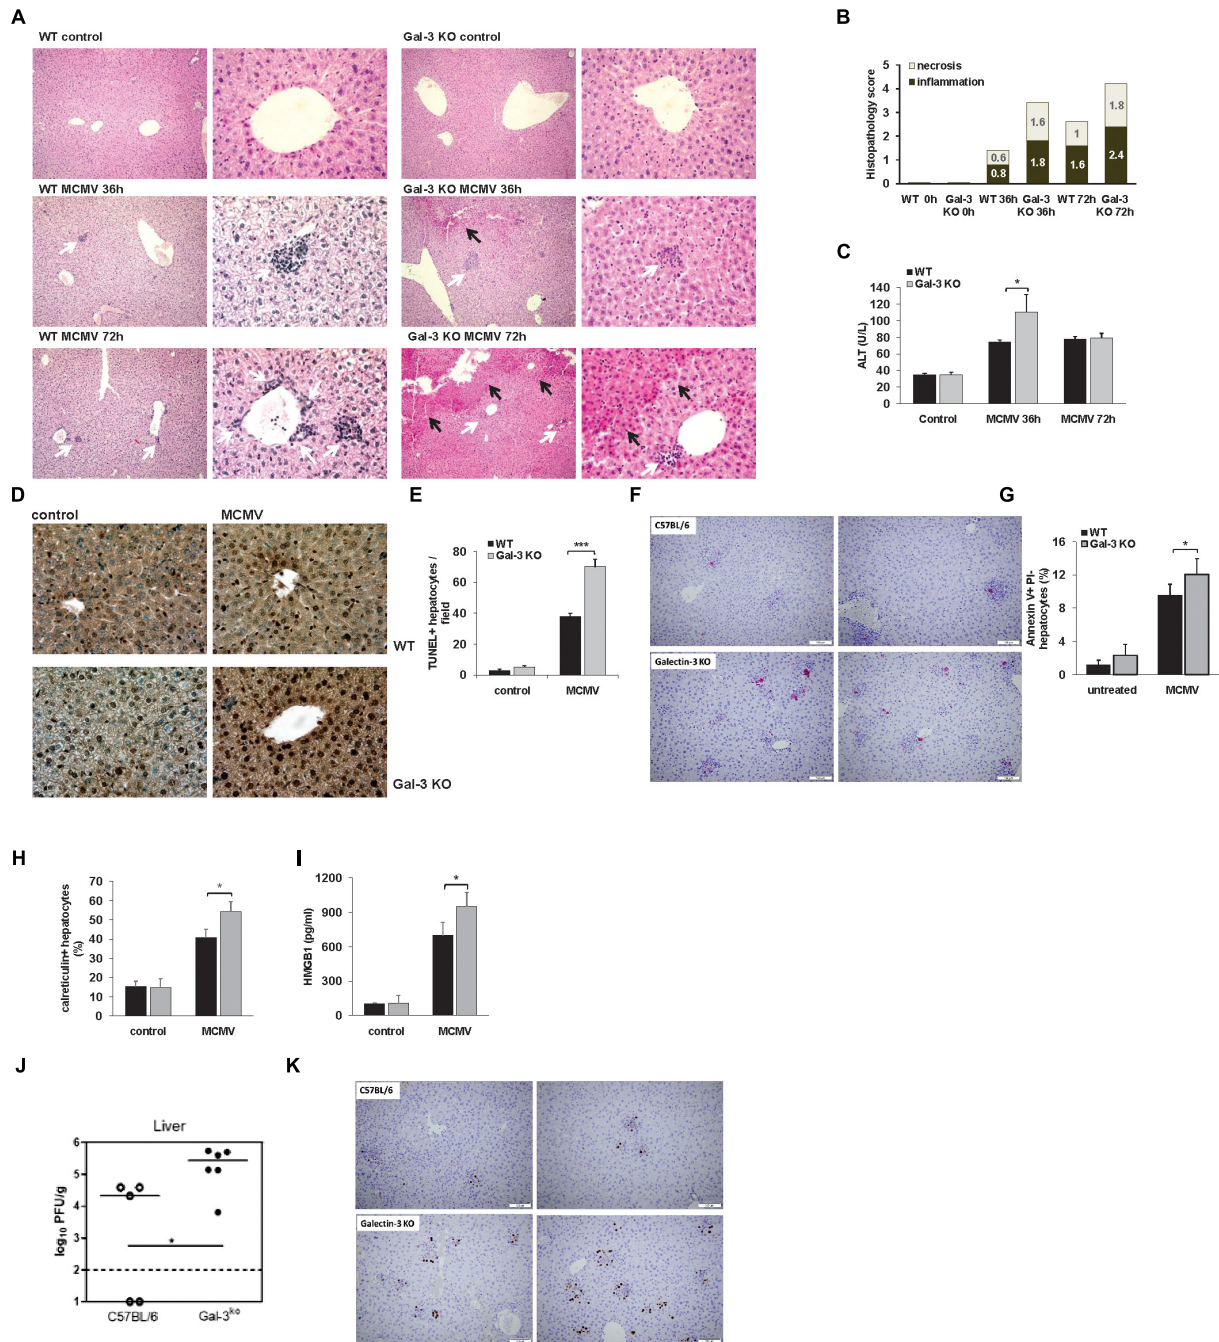 A
WT control
Gal-3 KO control
WT MCMV 36h
Gal-3 KO MCMV 36h
WT MCMV 72h
Gal-3 KO MCMV 72h
B
Histopathology score
necrosis
inflammation
5
4
3
2
1
0
0.6
0.8
1.6
1.8
1
1.6
1.8
2.4
WT 0h
Gal-3 KO 0h
WT 36h
Gal-3 KO 36h
WT 72h
Gal-3 KO 72h
C
WT
Gal-3 KO
ALT (U/L)
140
120
100
80
60
40
20
0
*
Control
MCMV 36h
MCMV 72h
D
control
MCMV
WT
Gal-3 KO
E
WT
Gal-3 KO
TUNEL+ hepatocytes / field
80
60
40
20
0
***
control
MCMV
F
C57BL/6
Galectin-3 KO
G
WT
Gal-3 KO
Annexin V+ PI- hepatocytes (%)
16
12
8
4
0
*
untreated
MCMV
H
calreticulin+ hepatocytes (%)
70
60
50
40
30
20
10
0
*
control
MCMV
I
HMGB1 (pg/ml)
1200
900
600
300
0
*
control
MCMV
J
Liver
log10 PFU/g
6
5
4
3
2
1
*
C57BL/6
Gal-3ko
K
C57BL/6
Galectin-3 KO